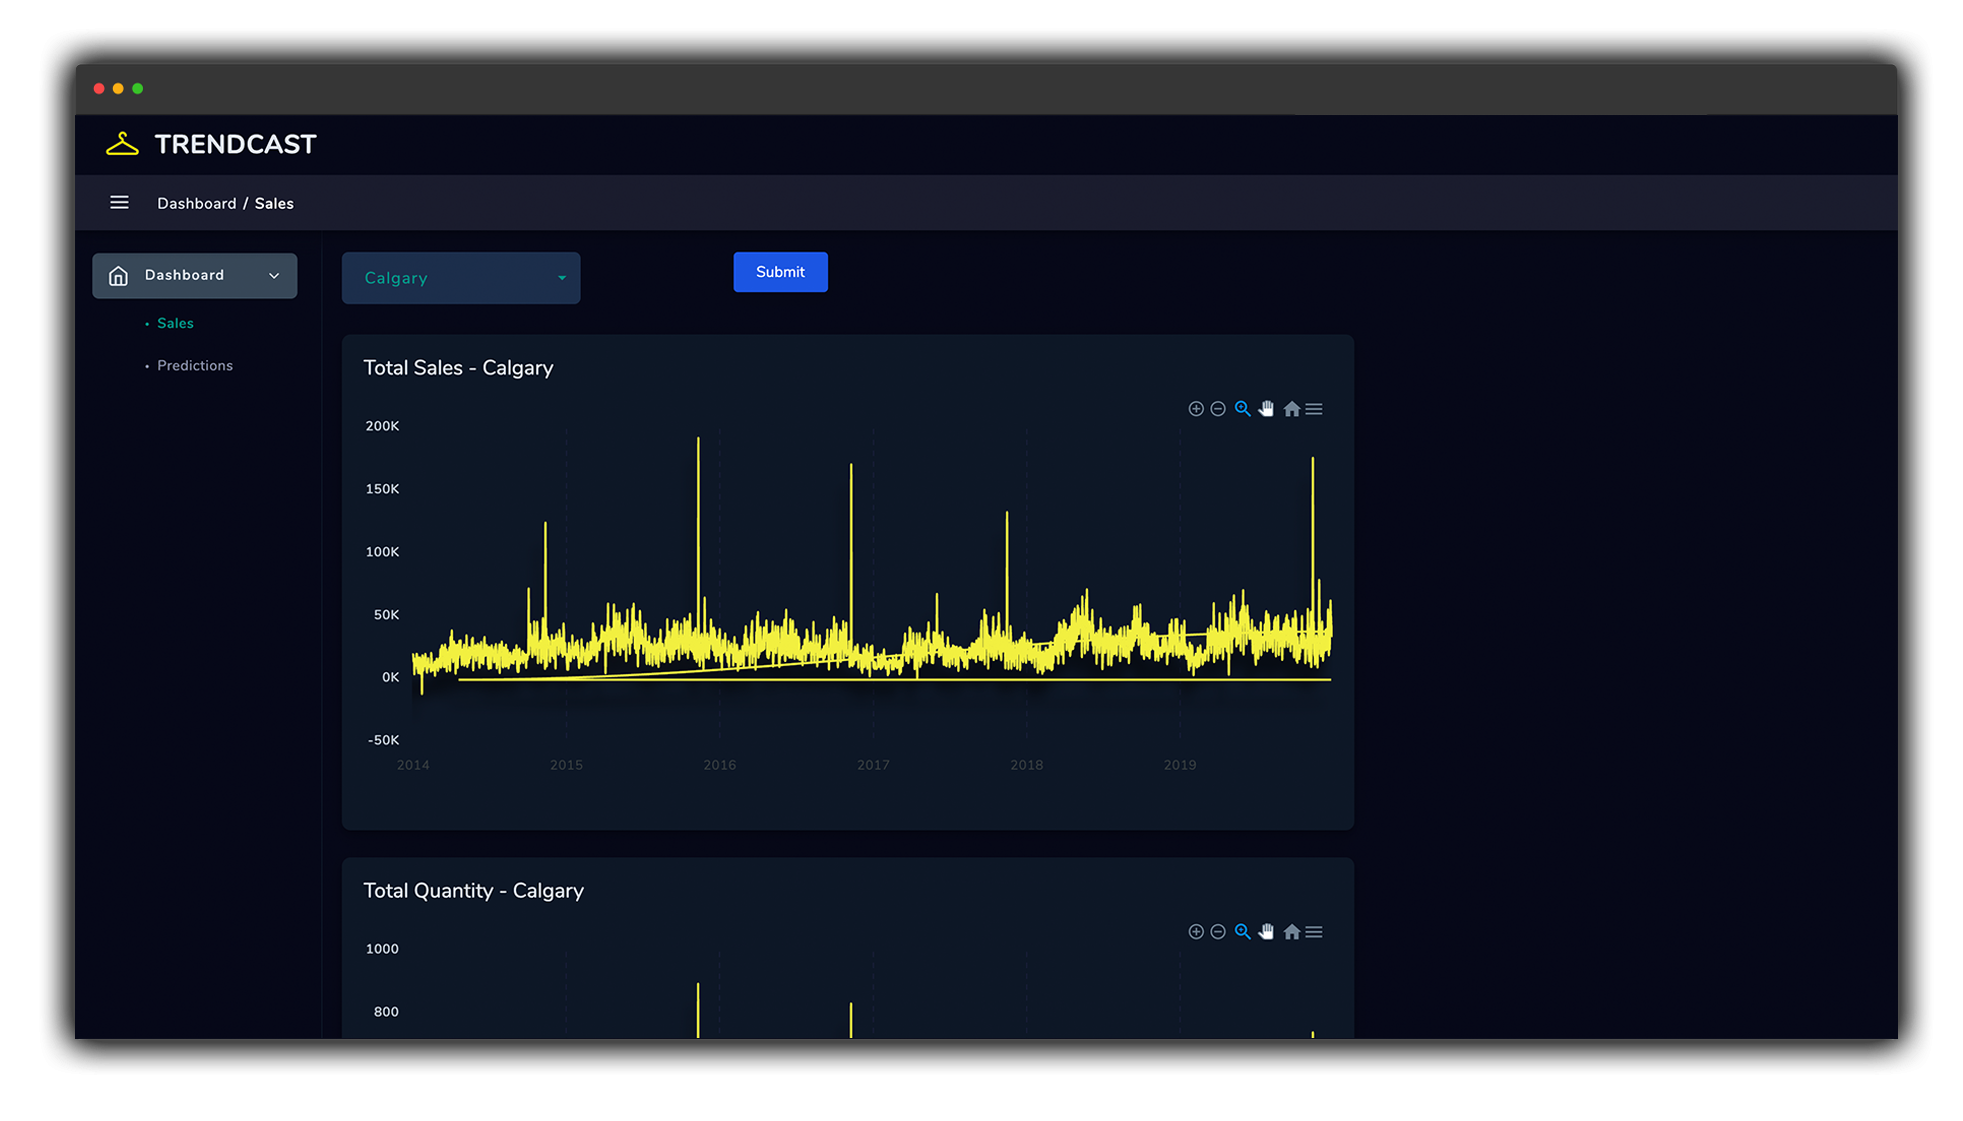 TRENDCAST
Dashboard / Sales
Dashboard
• Sales
• Predictions
Calgary
Submit
Total Sales - Calgary
200K
150K
100K
50K
0K
-50K
2014 2015 2016 2017 2018 2019
Total Quantity - Calgary
1000
800